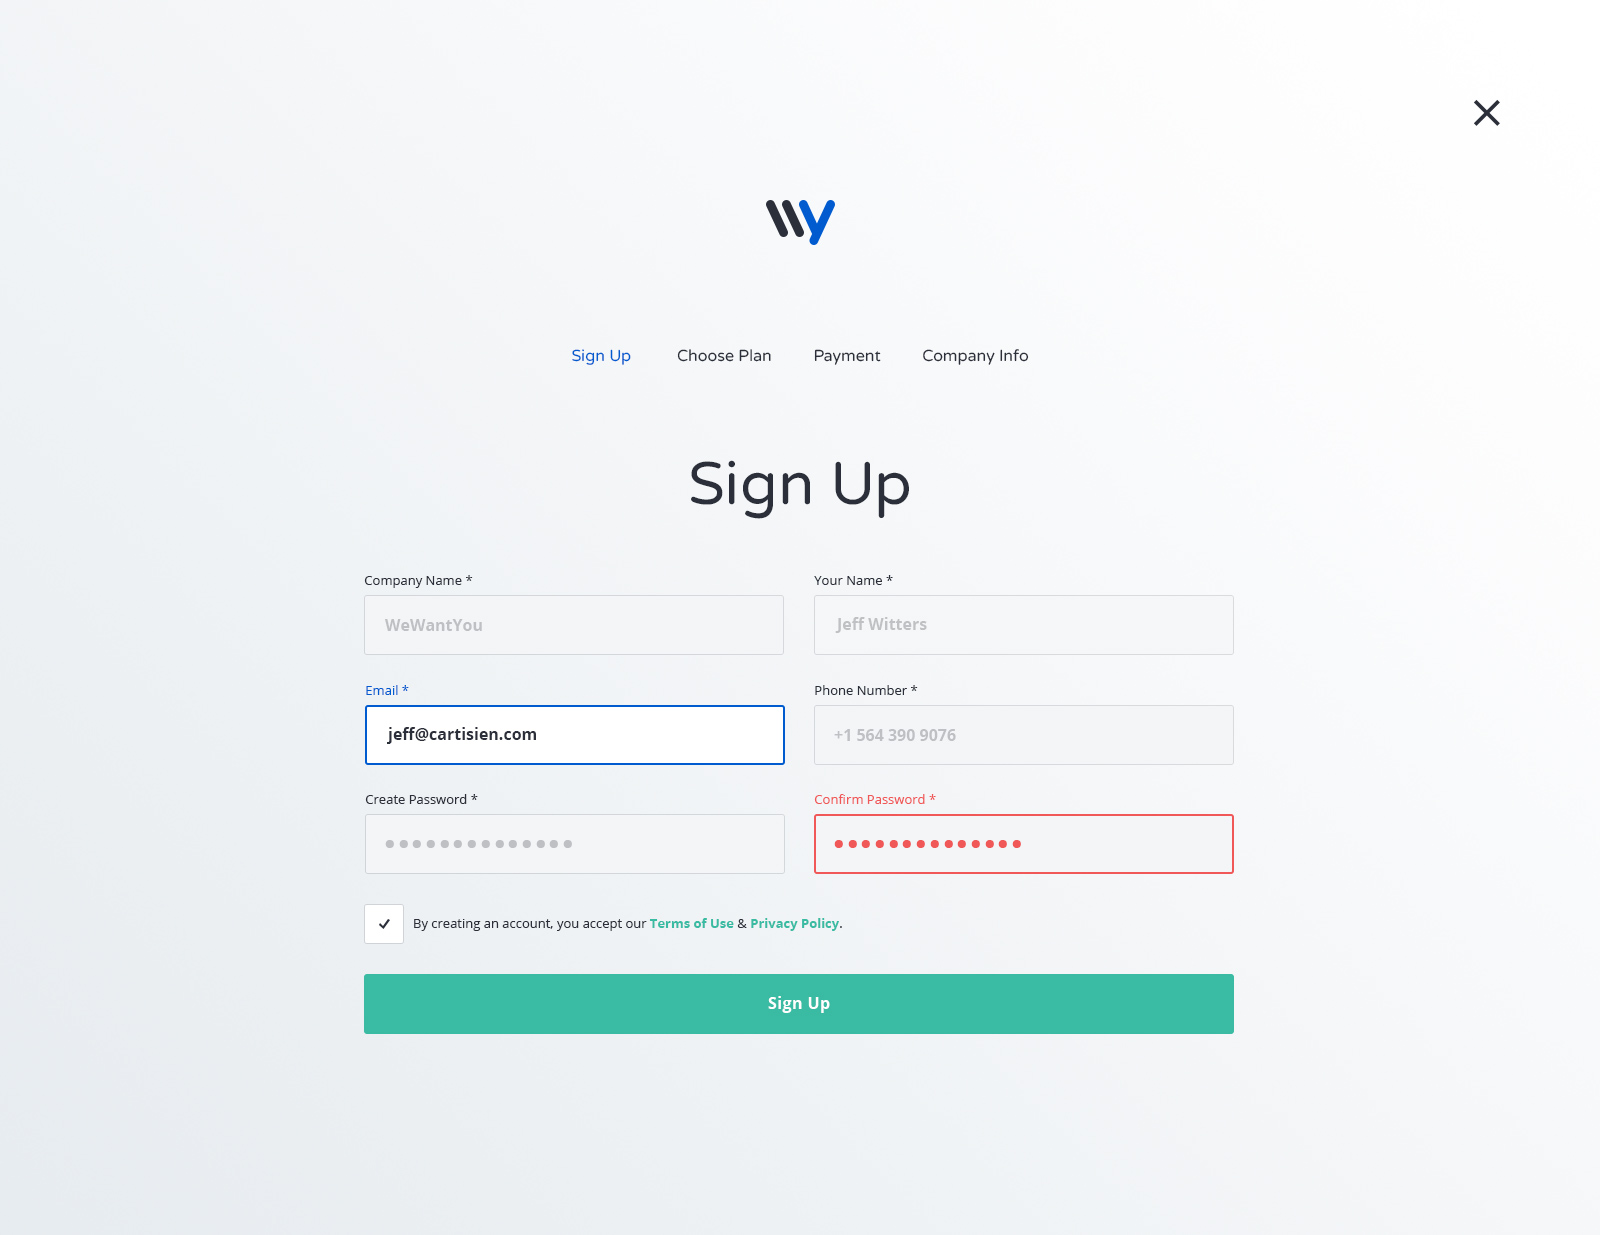 wy
Sign Up Choose Plan Payment Company Info
Sign Up
Company Name * Your Name *
WeWantYou Jeff Witters
Email * Phone Number *
jeff@cartisien.com +1 564 390 9076
Create Password * Confirm Password *
By creating an account, you accept our Terms of Use & Privacy Policy.
Sign Up